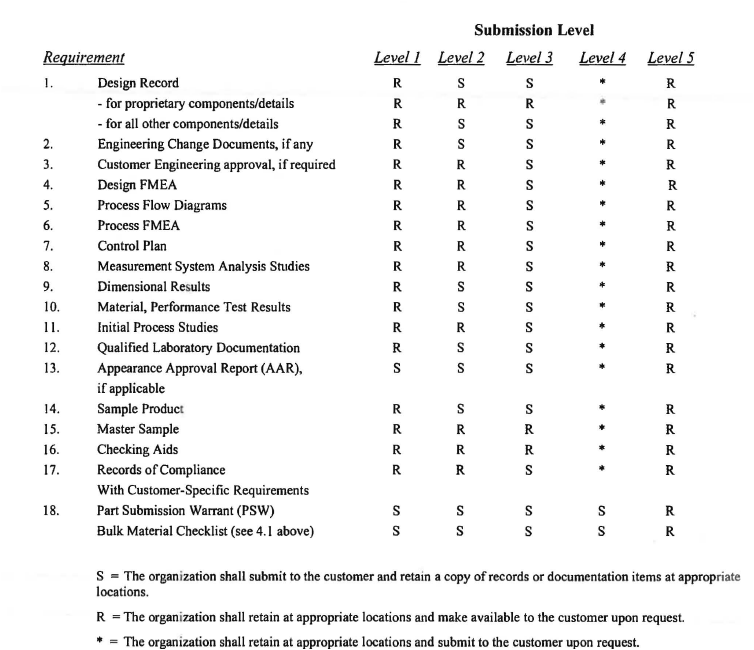 Submission Level
Requirement Level 1 Level 2 Level 3 Level 4 Level 5
1. Design Record R S S * R
- for proprietary components/details R R R * R
- for all other components/details R S S * R
2. Engineering Change Documents, if any R S S * R
3. Customer Engineering approval, if required R R S * R
4. Design FMEA R R S * R
5. Process Flow Diagrams R R S * R
6. Process FMEA R R S * R
7. Control Plan R R S * R
8. Measurement System Analysis Studies R R S * R
9. Dimensional Results R S S * R
10. Material, Performance Test Results R S S * R
11. Initial Process Studies R R S * R
12. Qualified Laboratory Documentation R S S * R
13. Appearance Approval Report (AAR), S S S * R
if applicable
14. Sample Product R S S * R
15. Master Sample R R R * R
16. Checking Aids R R R * R
17. Records of Compliance R R S * R
With Customer-Specific Requirements
18. Part Submission Warrant (PSW) S S S S R
Bulk Material Checklist (see 4.1 above) S S S S R
S = The organization shall submit to the customer and retain a copy of records or documentation items at appropriate
locations.
R = The organization shall retain at appropriate locations and make available to the customer upon request.
* = The organization shall retain at appropriate locations and submit to the customer upon request.